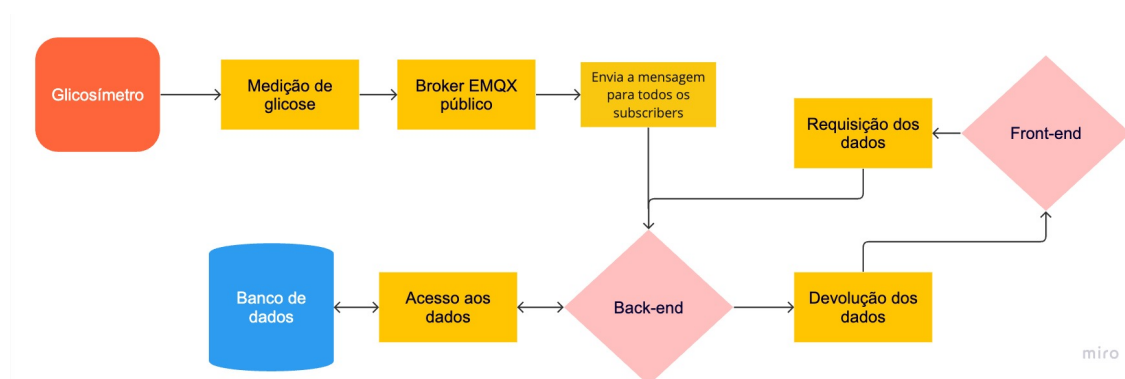 Glicosímetro
Medição de
glicose
Broker EMQX
público
Envia a mensagem
para todos os
subscribers
Requisição dos
dados
Front-end
Banco de
dados
Acesso aos
dados
Back-end
Devolução dos
dados
miro